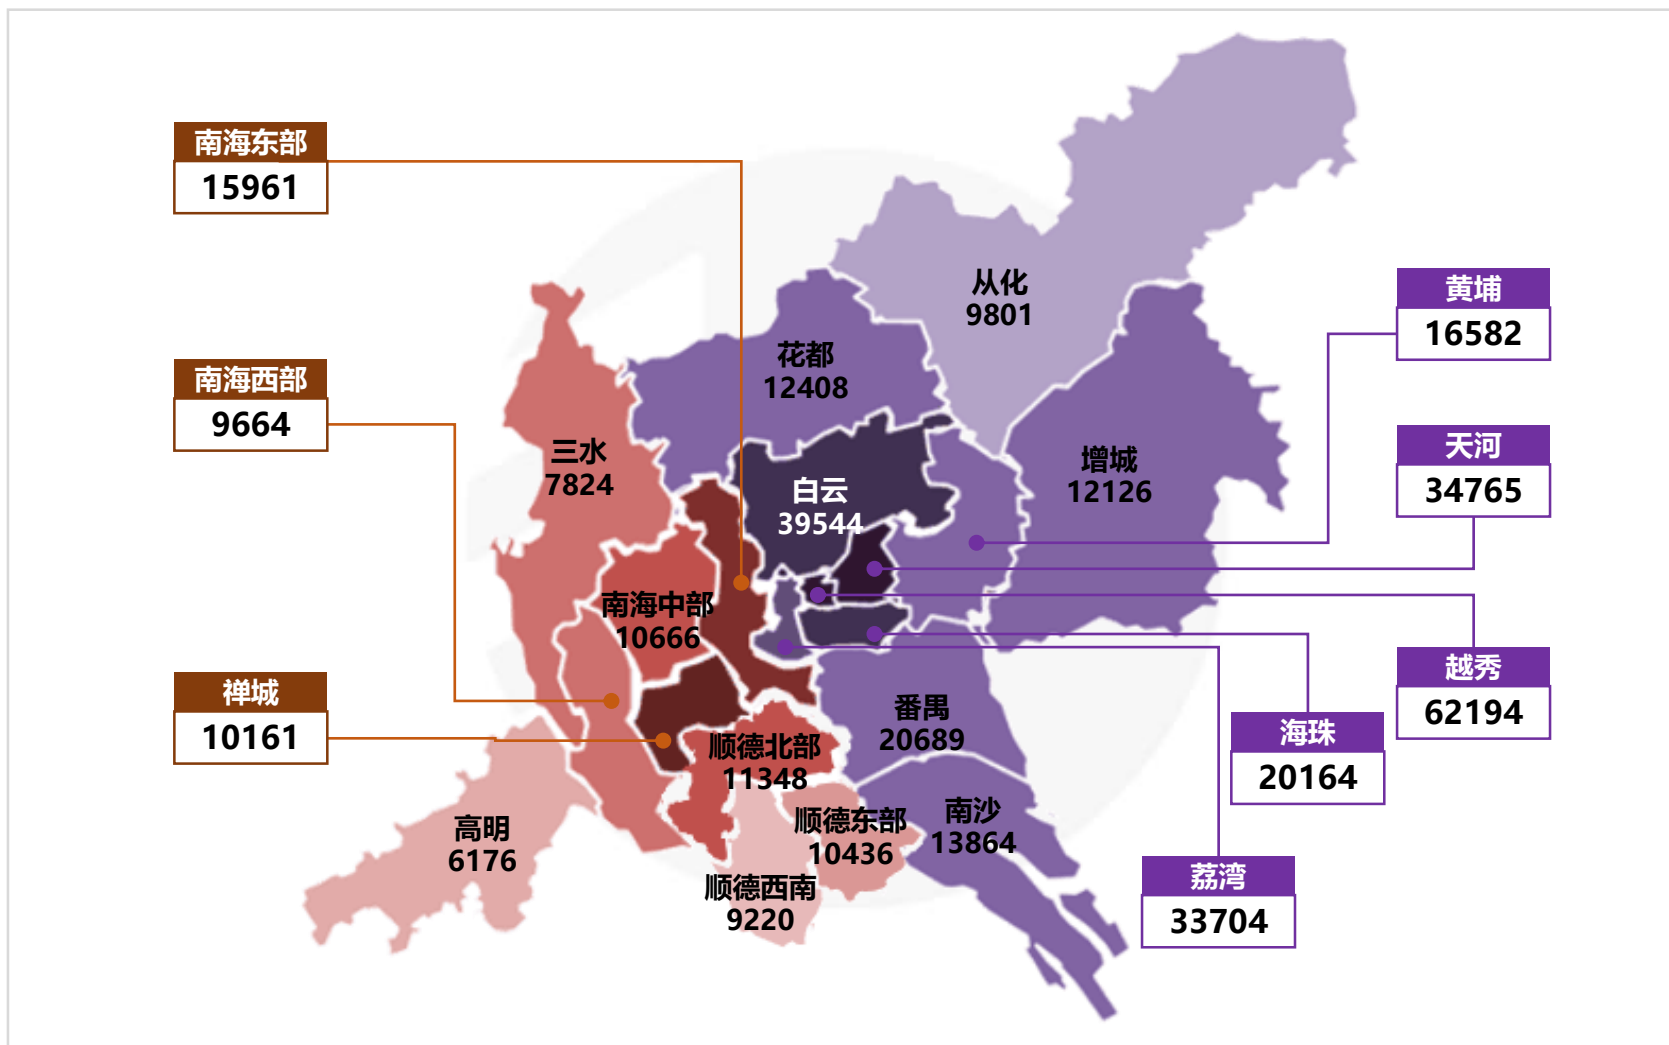 南海东部
15961
从化
9801
黄埔
16582
花都
12408
南海西部
9664
天河
34765
三水
7824
增城
12126
白云
39544
南海中部
10666
越秀
62194
禅城
10161
番禺
20689
海珠
20164
顺德北部
11348
南沙
13864
顺德东部
10436
高明
6176
荔湾
33704
顺德西南
9220